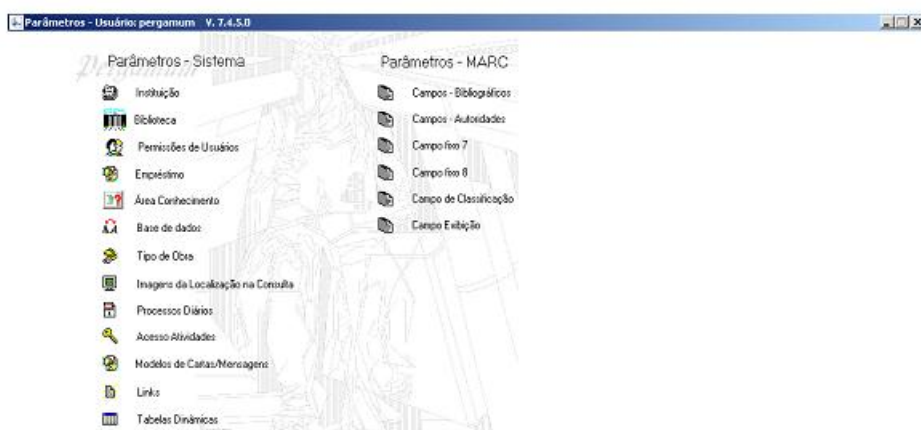 Parâmetros - Usuário: pergamum V. 7.4.5.0
Pergamum
Parâmetros - Sistema
Instituição
Biblioteca
Permissões de Usuários
Empréstimo
Área Conhecimento
Base de dados
Tipo de Obra
Imagens da Localização na Consulta
Processos Diários
Acesso Atividades
Modelos de Cartas/Mensagens
Links
Tabelas Dinâmicas
Parâmetros - MARC
Campos - Bibliográficos
Campos - Autoridades
Campo fixo 7
Campo fixo 8
Campo de Classificação
Campo Exibição